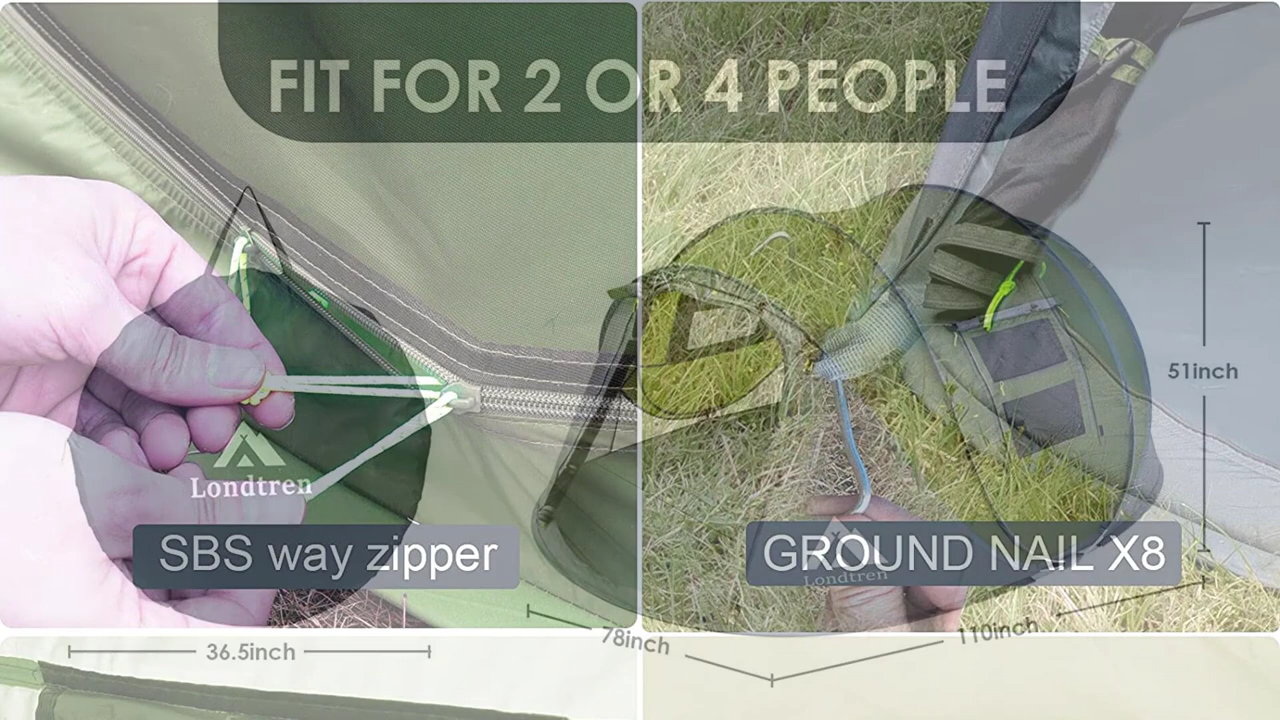 FIT FOR 2 OR 4 PEOPLE
51inch
Londtren
SBS way zipper
GROUND NAIL X8
Londtren
36.5inch
78inch
110inch